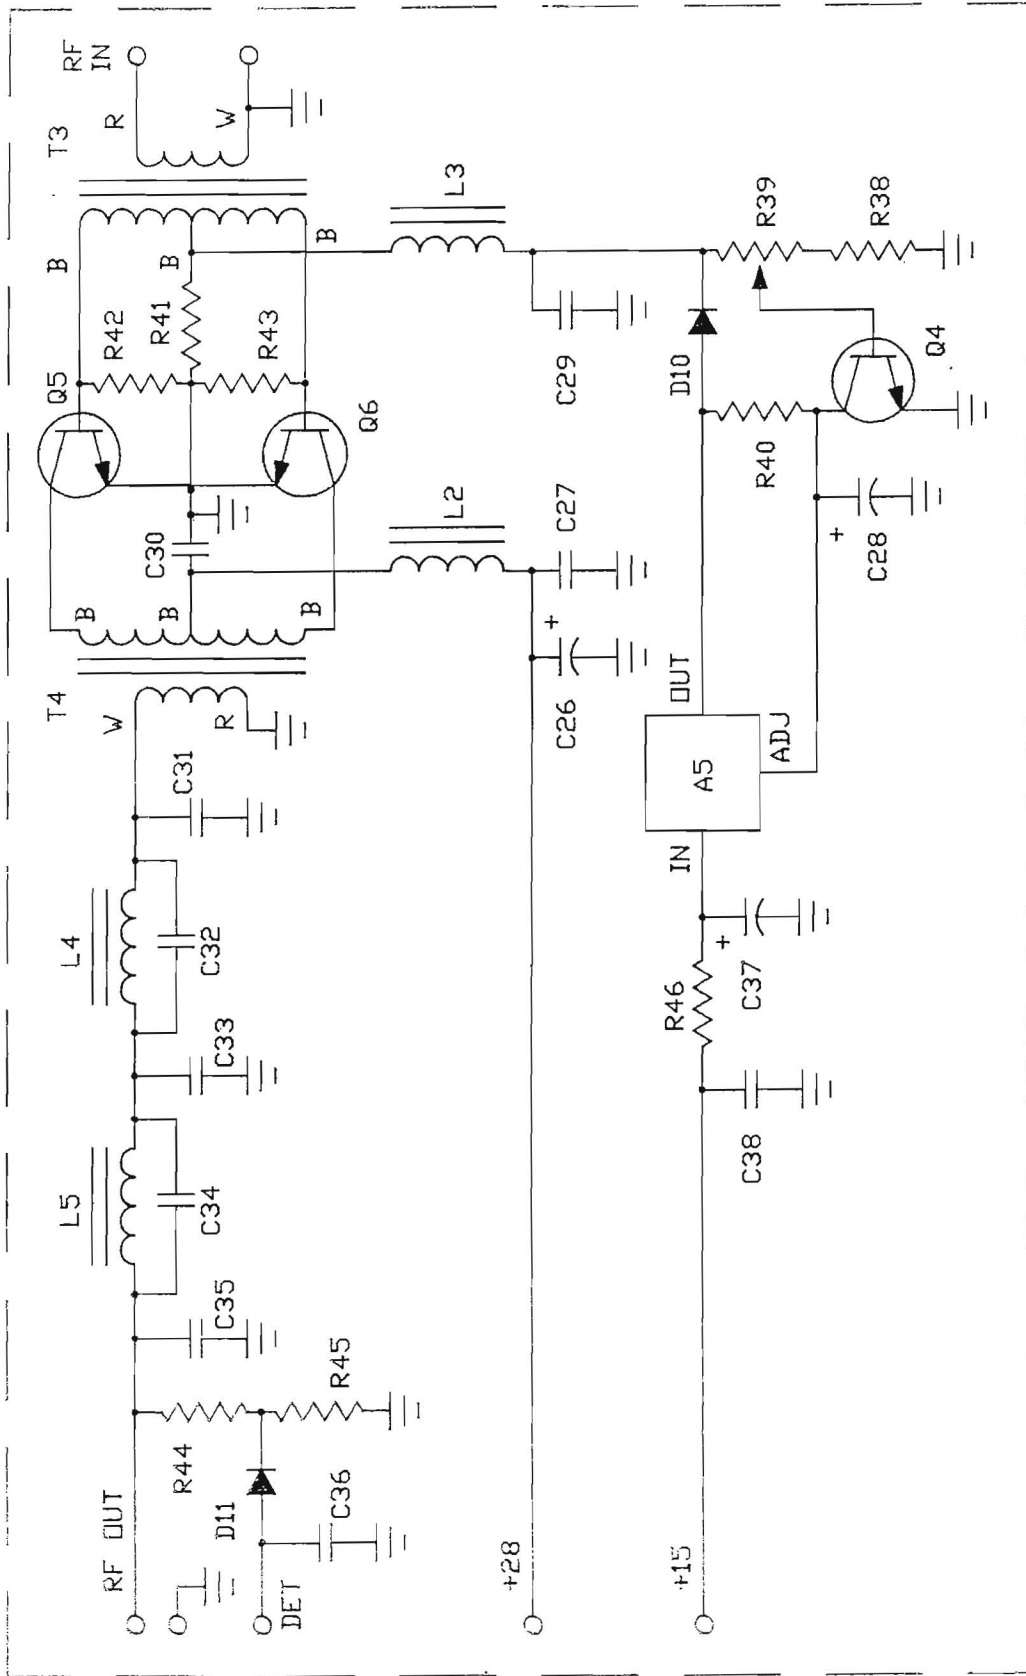 RF OUT
DET
+28
+15
R44
D11
C36
R45
C35
L5
C34
C33
L4
C32
C31
T4
W
R
B
B
B
C30
Q5
Q6
R42
R41
R43
B
B
B
T3
R
W
RF
IN
L2
C27
+
C26
L3
C29
D10
R39
R38
Q4
R40
+
C28
OUT
A5
ADJ
IN
R46
+
C37
C38